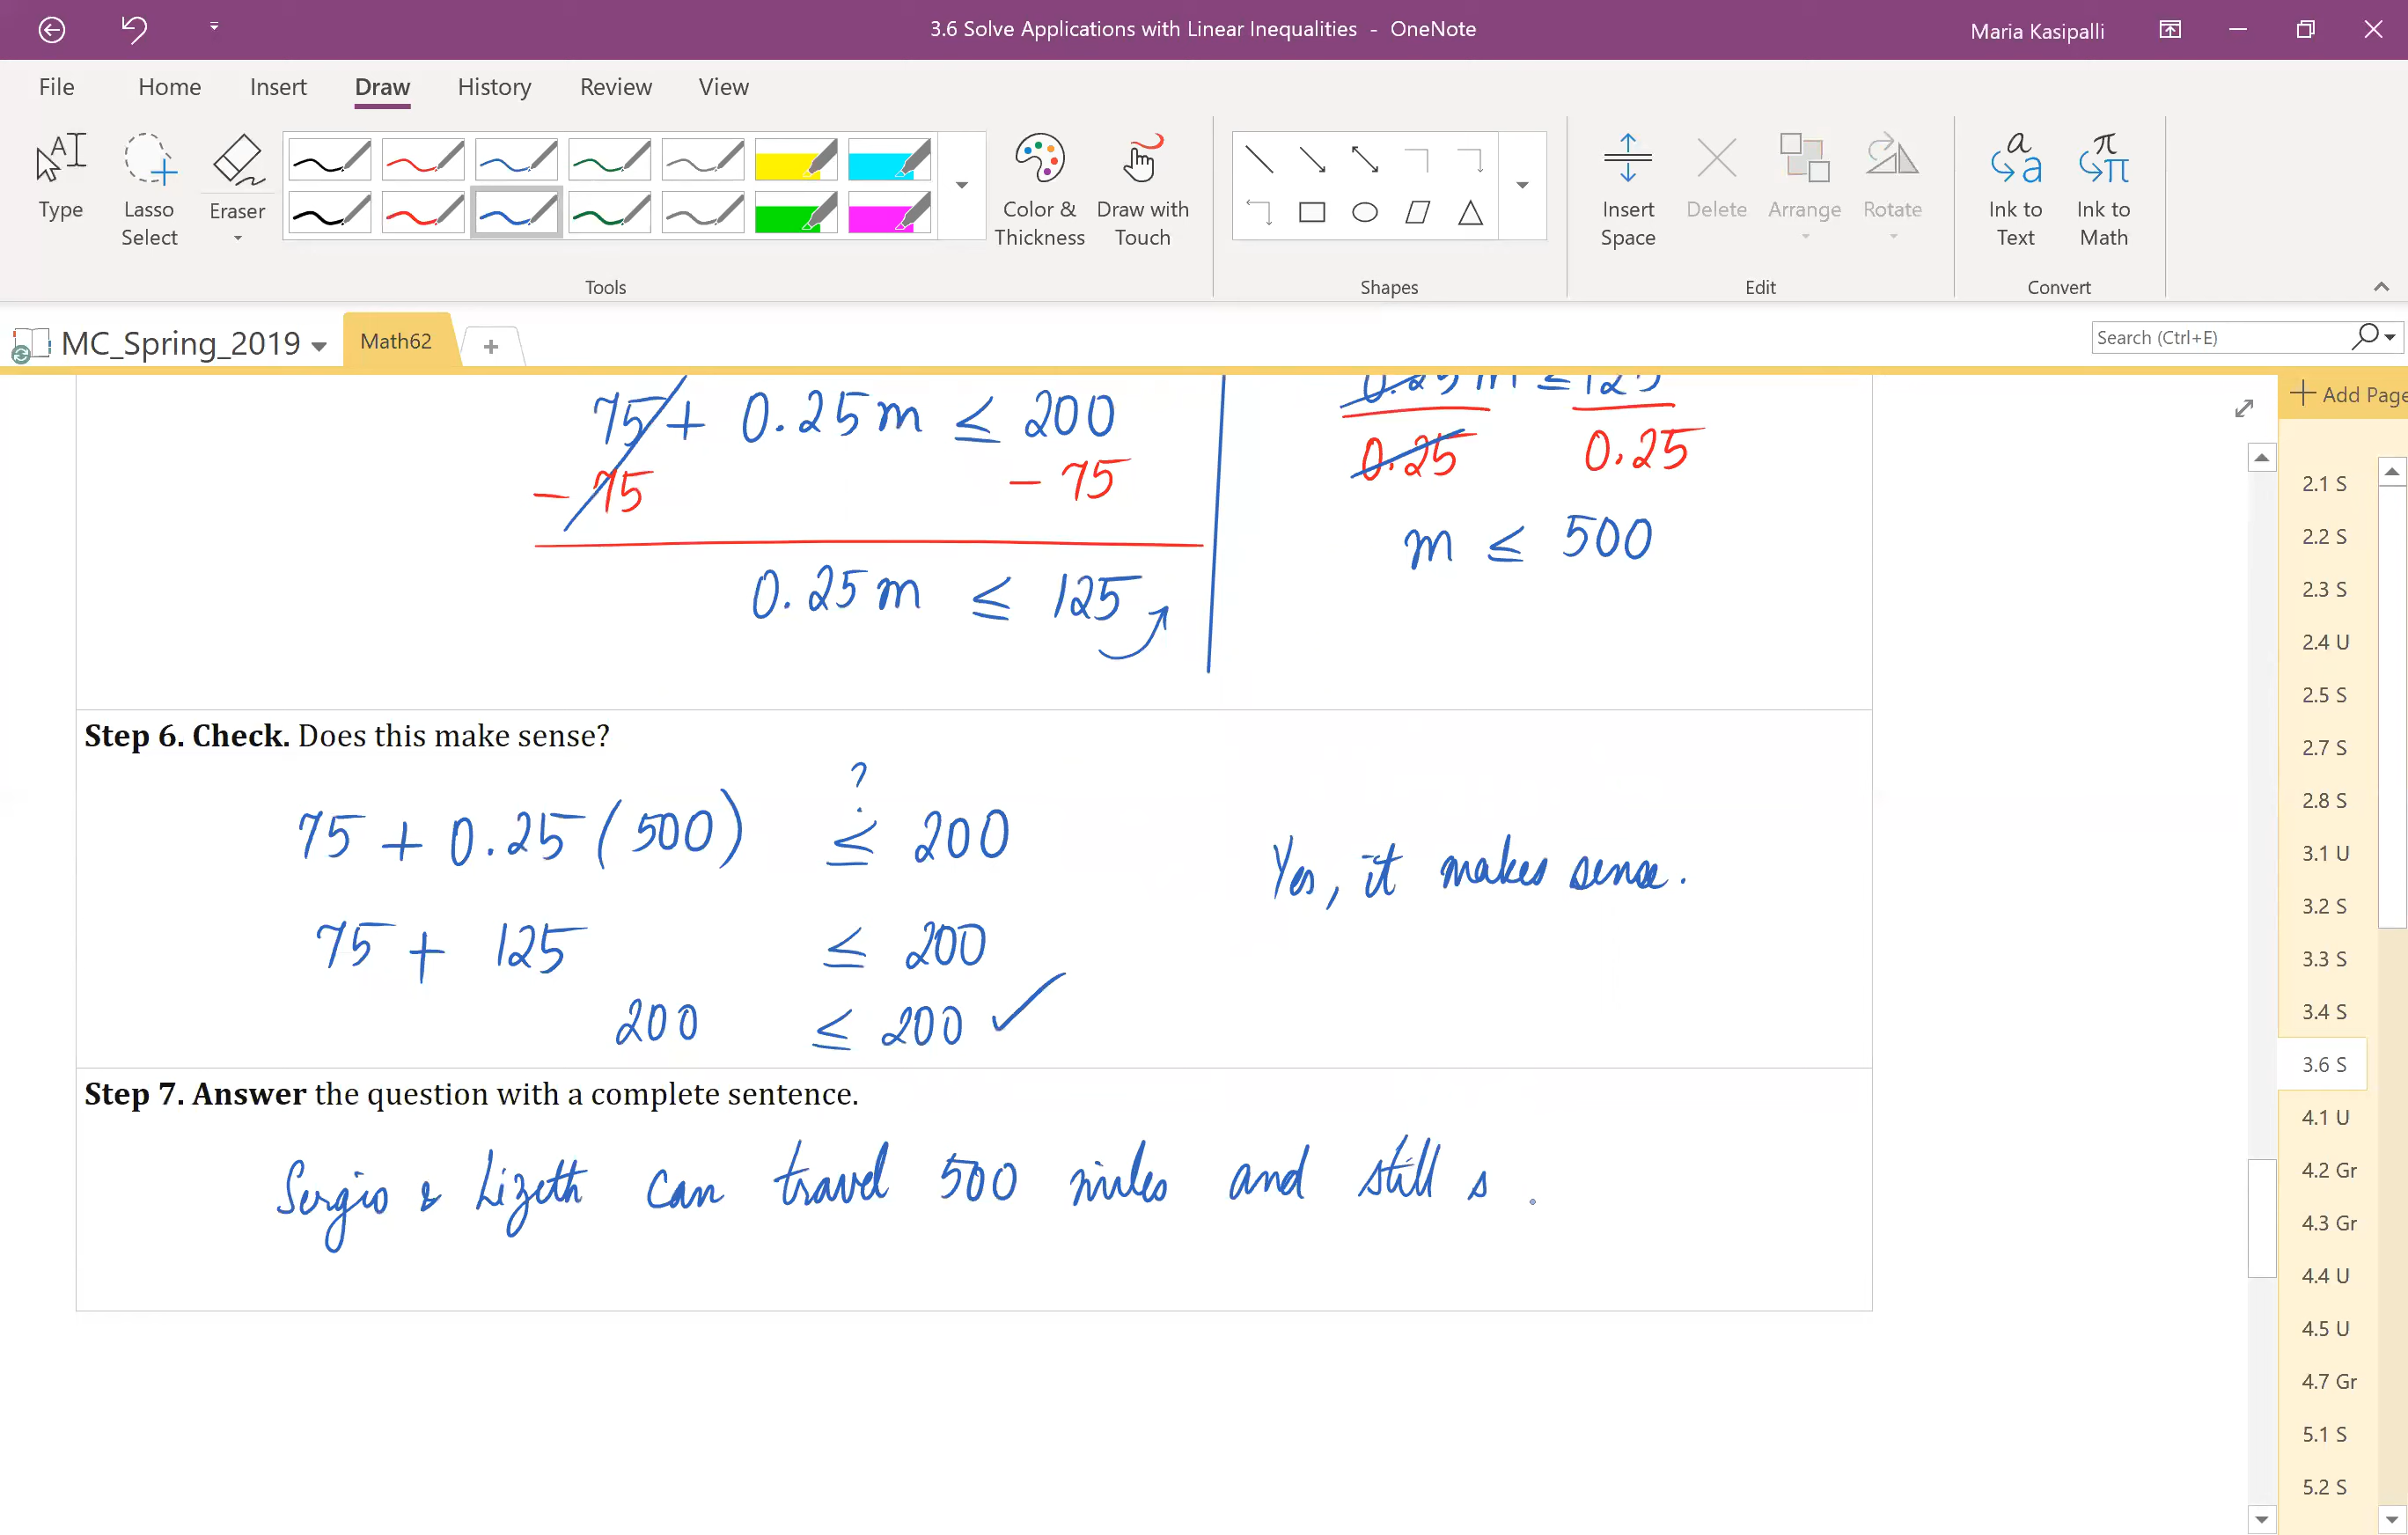 3.6 Solve Applications with Linear Inequalities - OneNote
Maria Kasipalli
File Home Insert Draw History Review View
Type
Lasso Select
Eraser
Color & Thickness
Draw with Touch
Insert Space
Delete
Arrange
Rotate
a a
Ink to Text
π π
Ink to Math
Tools
Shapes
Edit
Convert
MC_Spring_2019
Math62
+
Search (Ctrl+E)
Add Page
75 + 0.25m ≤ 200
- 75 - 75
0.25m ≤ 125
0.25m ≤ 125
0.25 0.25
m ≤ 500
Step 6. Check. Does this make sense?
?
75 + 0.25(500) ≤ 200
75 + 125 ≤ 200
200 ≤ 200 ✓
Yes, it makes sense.
Step 7. Answer the question with a complete sentence.
Sergio & Lizeth can travel 500 miles and still s
2.1 S
2.2 S
2.3 S
2.4 U
2.5 S
2.7 S
2.8 S
3.1 U
3.2 S
3.3 S
3.4 S
3.6 S
4.1 U
4.2 Gr
4.3 Gr
4.4 U
4.5 U
4.7 Gr
5.1 S
5.2 S